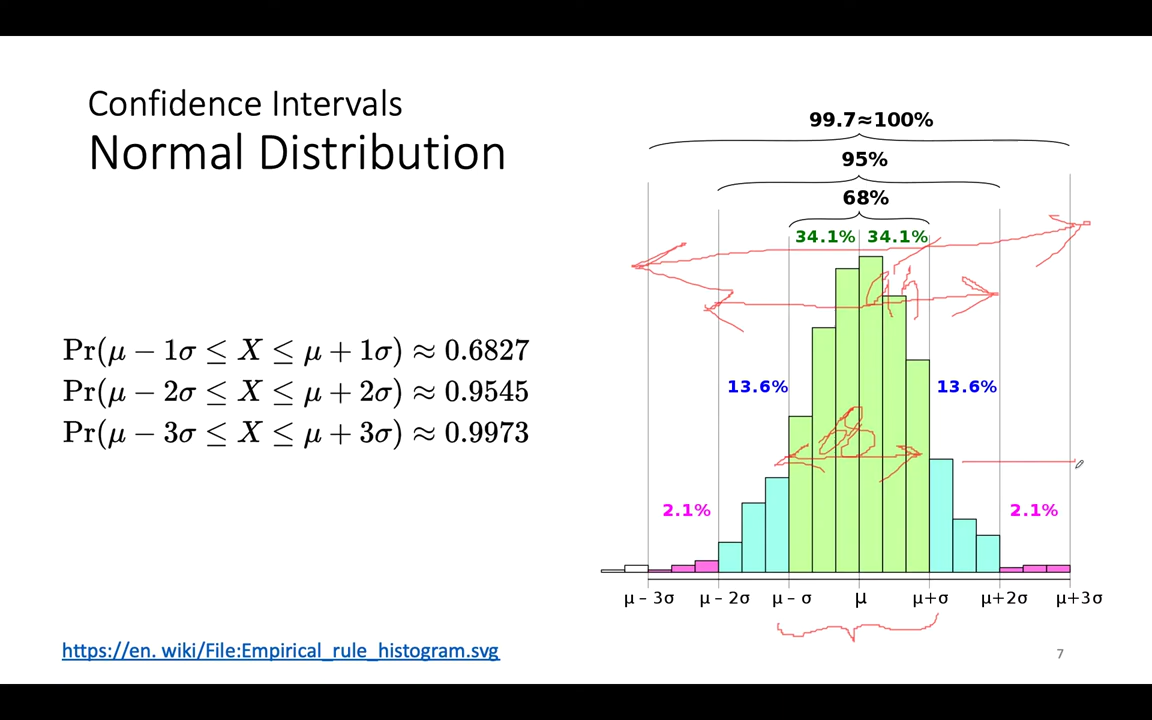 Confidence Intervals
Normal Distribution
Pr(μ − 1σ ≤ X ≤ μ + 1σ) ≈ 0.6827
Pr(μ − 2σ ≤ X ≤ μ + 2σ) ≈ 0.9545
Pr(μ − 3σ ≤ X ≤ μ + 3σ) ≈ 0.9973
https://en. wiki/File:Empirical_rule_histogram.svg
99.7≈100%
95%
68%
34.1% 34.1%
13.6% 13.6%
2.1% 2.1%
μ – 3σ μ – 2σ μ – σ μ μ+σ μ+2σ μ+3σ
7